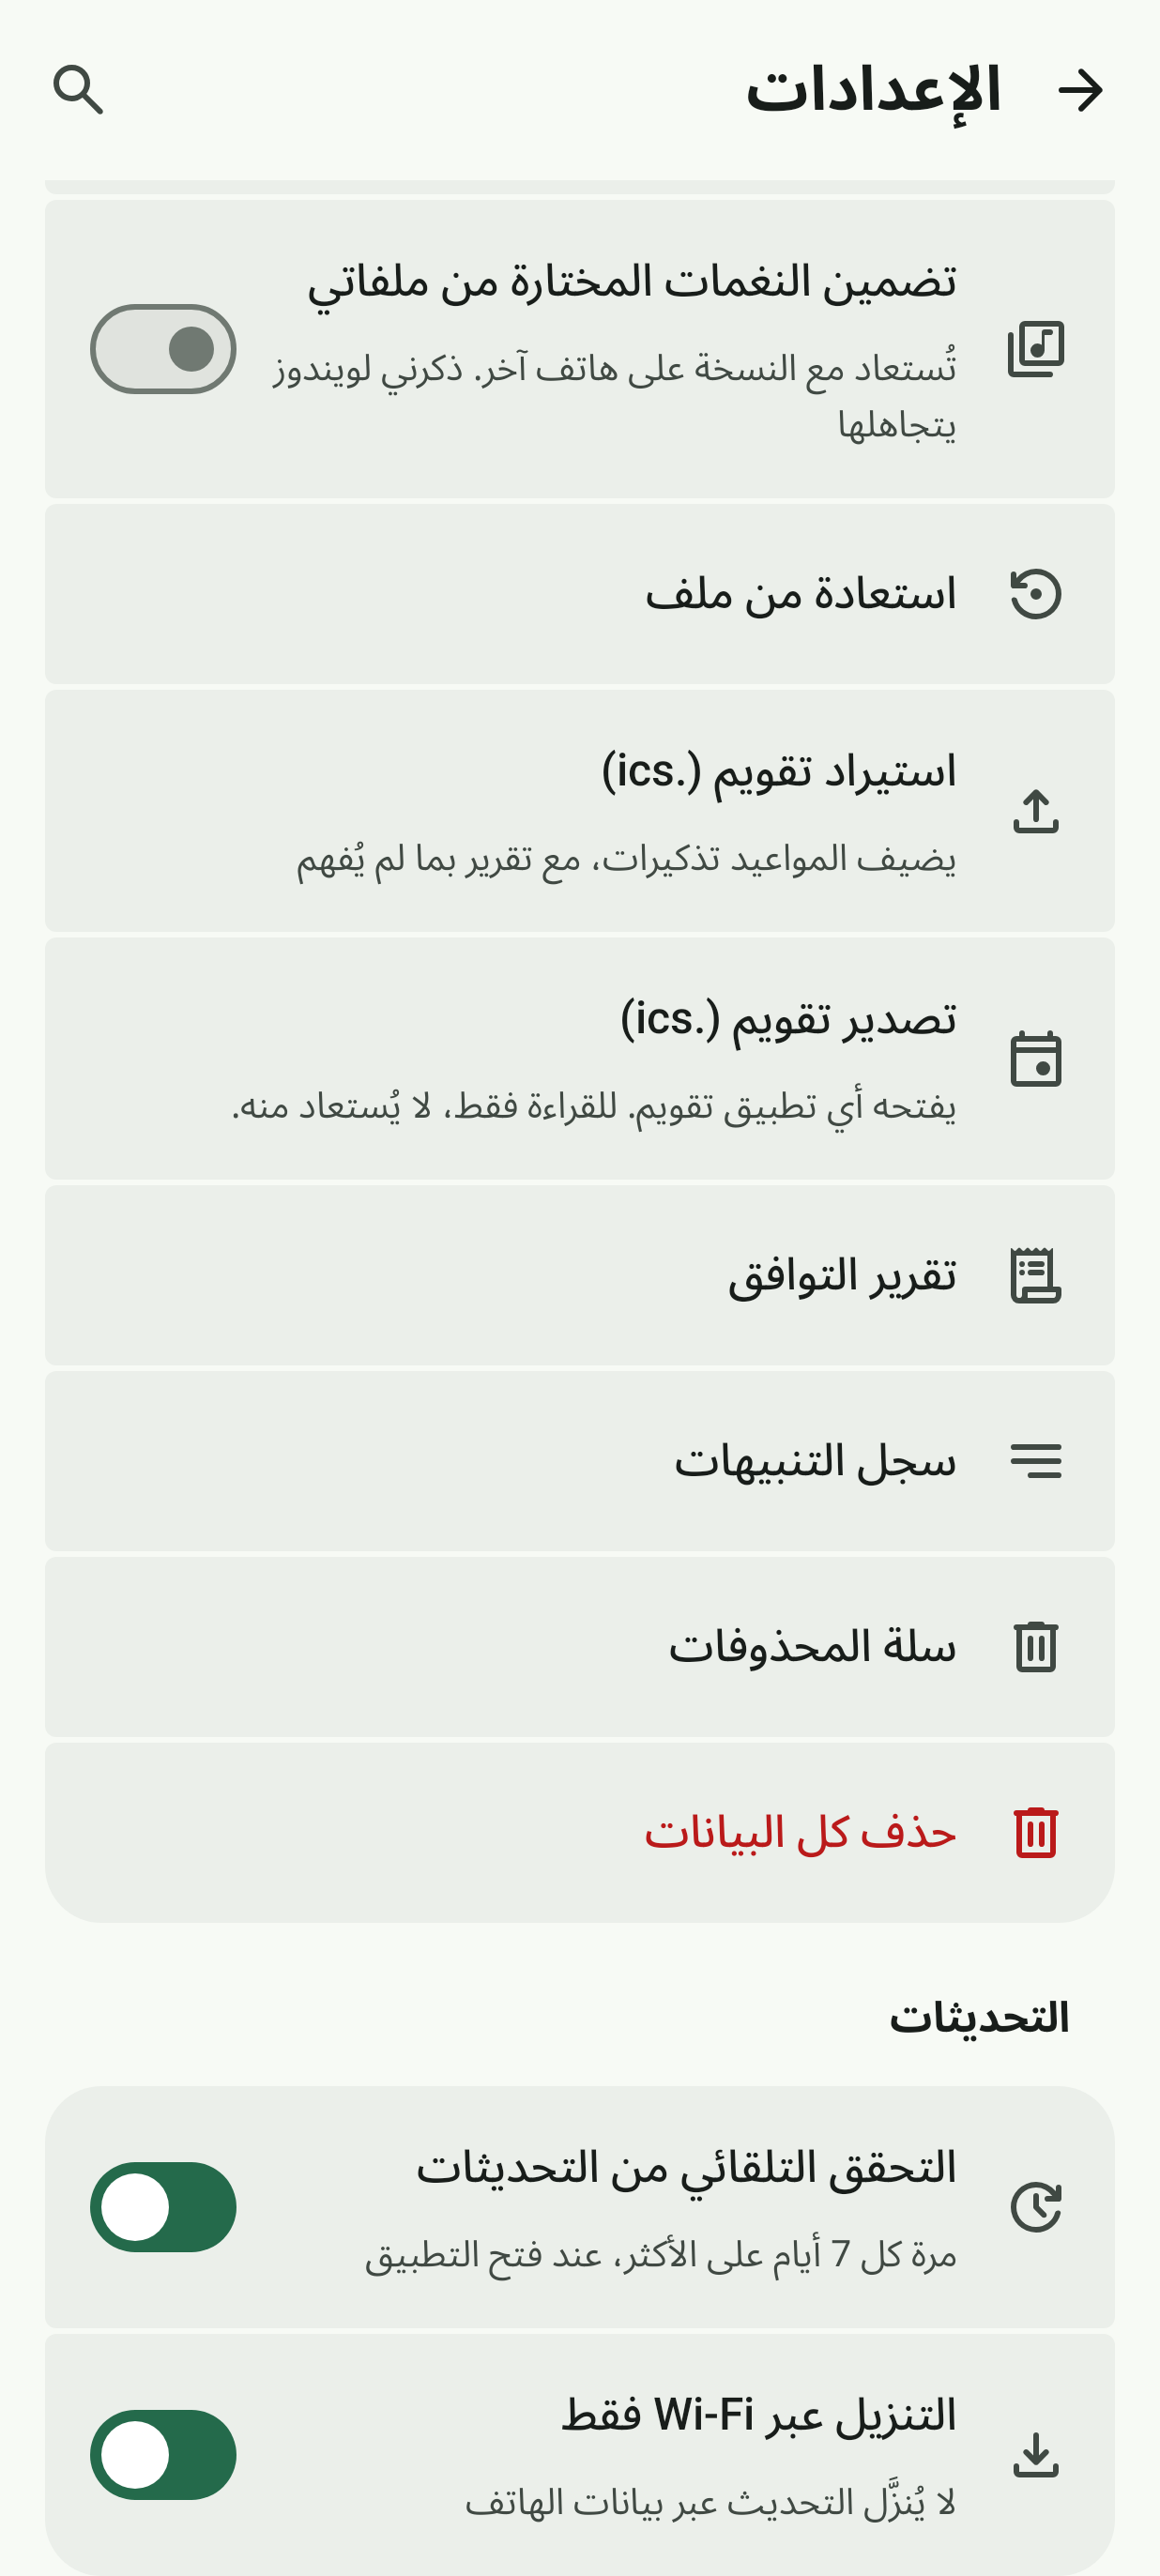 الإعدادات
تضمين النغمات المختارة من ملفاتي
تُستعاد مع النسخة على هاتف آخر. ذكرني لويندوز
يتجاهلها
استعادة من ملف
استيراد تقويم (.ics)
يضيف المواعيد تذكيرات، مع تقرير بما لم يُفهم
تصدير تقويم (.ics)
يفتحه أي تطبيق تقويم. للقراءة فقط، لا يُستعاد منه.
تقرير التوافق
سجل التنبيهات
سلة المحذوفات
حذف كل البيانات
التحديثات
التحقق التلقائي من التحديثات
مرة كل 7 أيام على الأكثر، عند فتح التطبيق
التنزيل عبر Wi-Fi فقط
لا يُنزَّل التحديث عبر بيانات الهاتف